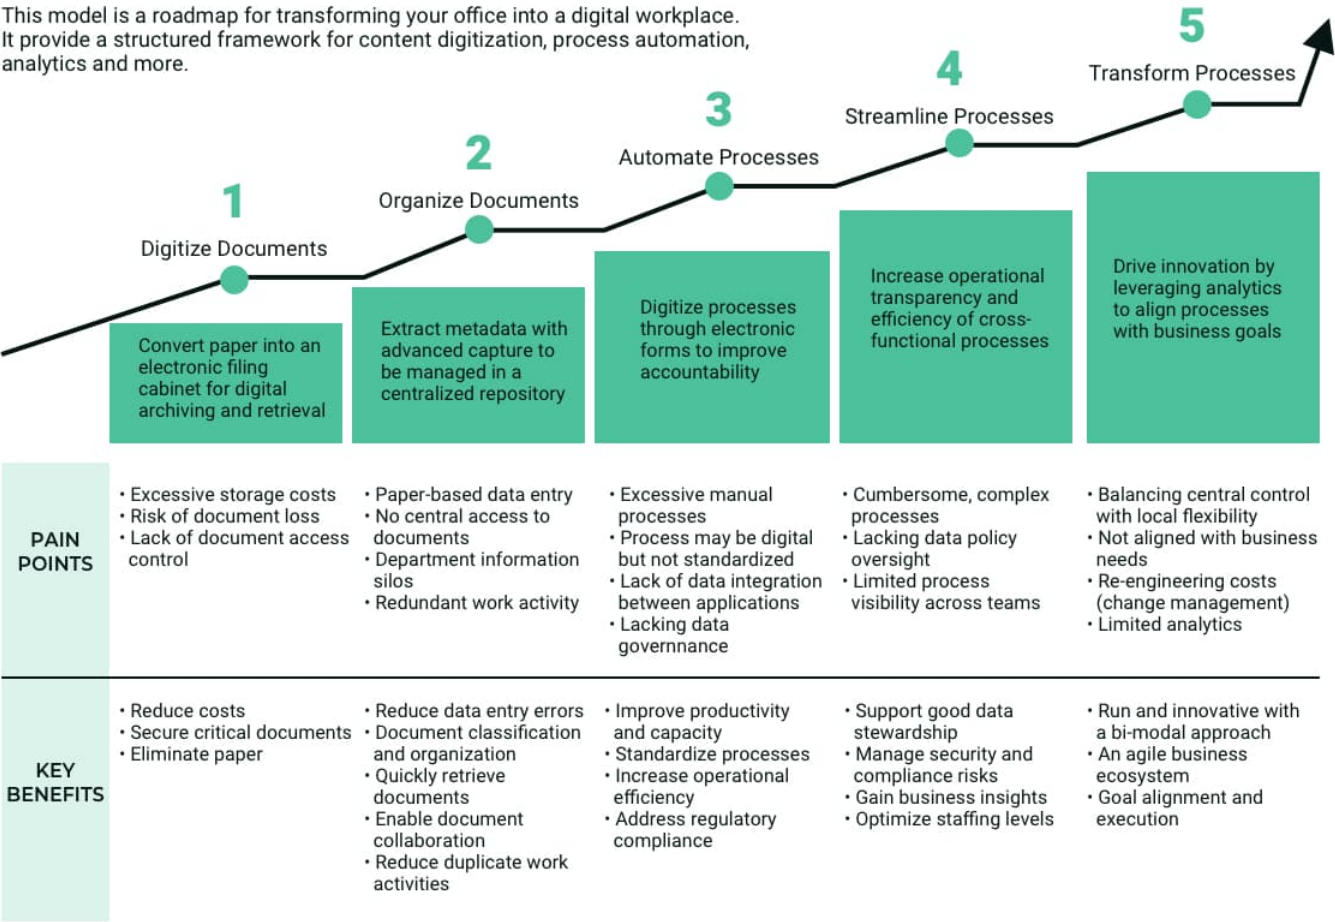 This model is a roadmap for transforming your office into a digital workplace.
It provide a structured framework for content digitization, process automation,
analytics and more.
1
Digitize Documents
Convert paper into an
electronic filing
cabinet for digital
archiving and retrieval
2
Organize Documents
Extract metadata with
advanced capture to
be managed in a
centralized repository
3
Automate Processes
Digitize processes
through electronic
forms to improve
accountability
4
Streamline Processes
Increase operational
transparency and
efficiency of cross-
functional processes
5
Transform Processes
Drive innovation by
leveraging analytics
to align processes
with business goals
PAIN
POINTS
• Excessive storage costs
• Risk of document loss
• Lack of document access
control
• Paper-based data entry
• No central access to
documents
• Department information
silos
• Redundant work activity
• Excessive manual
processes
• Process may be digital
but not standardized
• Lack of data integration
between applications
• Lacking data
governnance
• Cumbersome, complex
processes
• Lacking data policy
oversight
• Limited process
visibility across teams
• Balancing central control
with local flexibility
• Not aligned with business
needs
• Re-engineering costs
(change management)
• Limited analytics
KEY
BENEFITS
• Reduce costs
• Secure critical documents
• Eliminate paper
• Reduce data entry errors
• Document classification
and organization
• Quickly retrieve
documents
• Enable document
collaboration
• Reduce duplicate work
activities
• Improve productivity
and capacity
• Standardize processes
• Increase operational
efficiency
• Address regulatory
compliance
• Support good data
stewardship
• Manage security and
compliance risks
• Gain business insights
• Optimize staffing levels
• Run and innovative with
a bi-modal approach
• An agile business
ecosystem
• Goal alignment and
execution